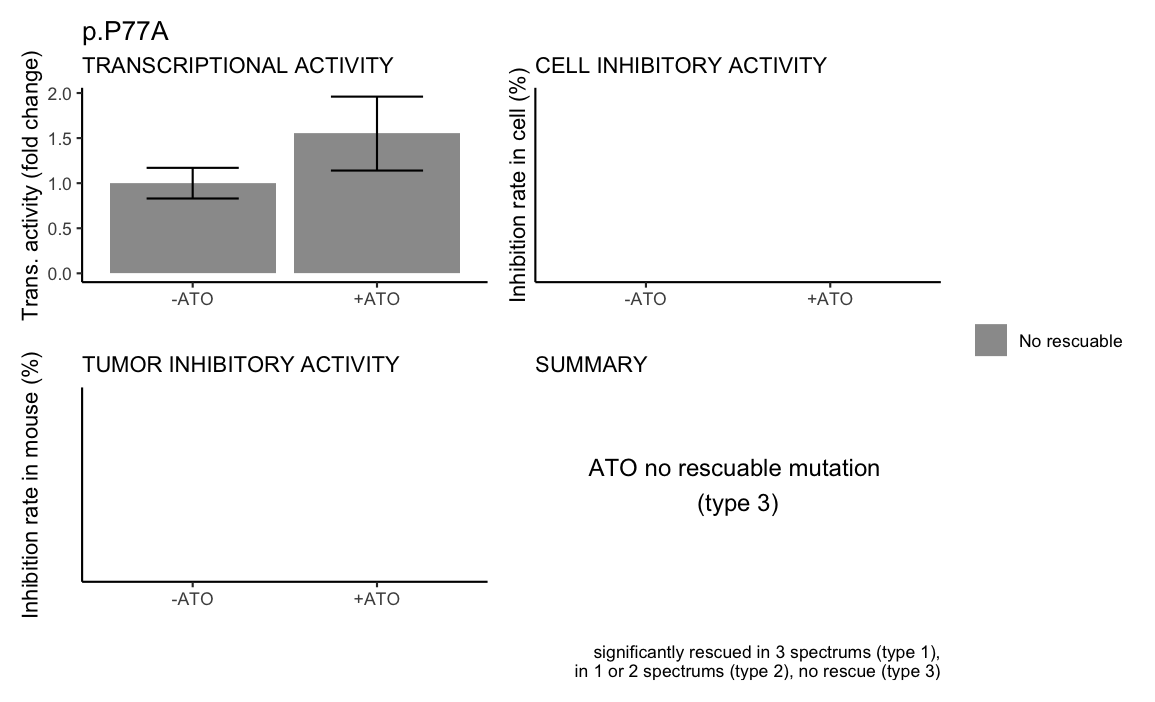 p.P77A
TRANSCRIPTIONAL ACTIVITY
Trans. activity (fold change)
2.0
1.5
1.0
0.5
0.0
-ATO
+ATO
CELL INHIBITORY ACTIVITY
Inhibition rate in cell (%)
-ATO
+ATO
No rescuable
TUMOR INHIBITORY ACTIVITY
Inhibition rate in mouse (%)
-ATO
+ATO
SUMMARY
ATO no rescuable mutation
(type 3)
significantly rescued in 3 spectrums (type 1),
in 1 or 2 spectrums (type 2), no rescue (type 3)